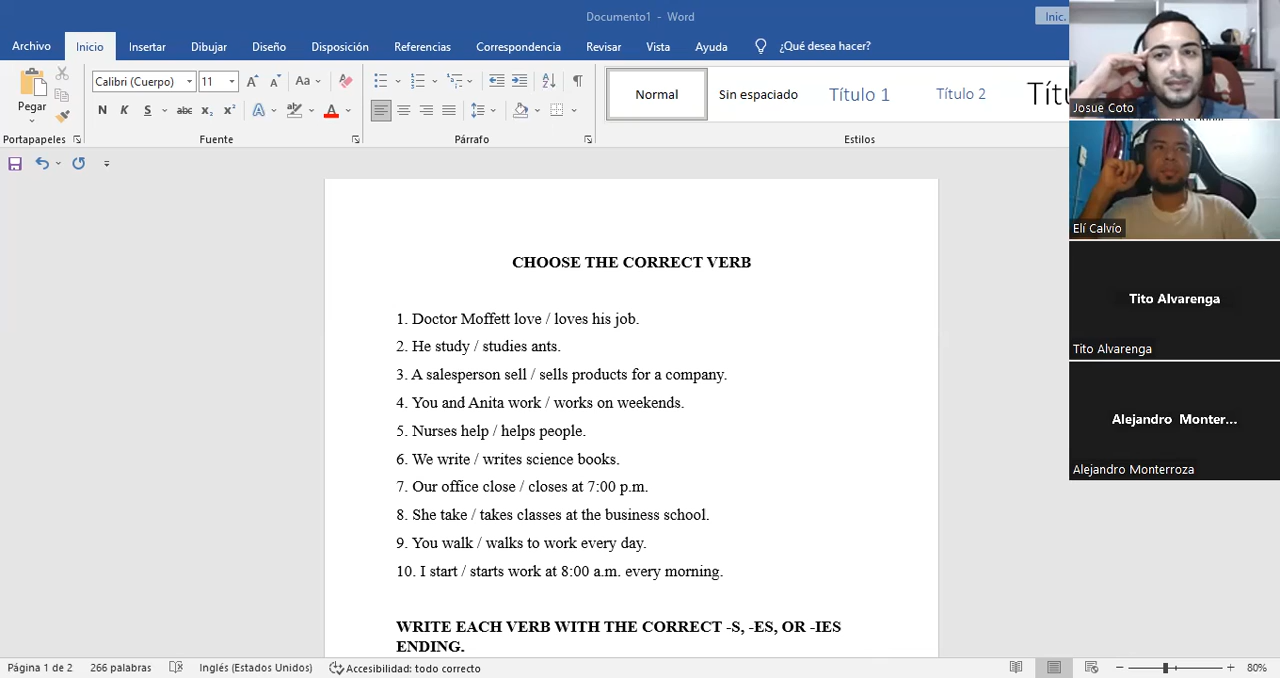 Documento1 - Word
Inic.
Archivo
Inicio
Insertar
Dibujar
Diseño
Disposición
Referencias
Correspondencia
Revisar
Vista
Ayuda
¿Qué desea hacer?
Pegar
Portapapeles
Calibri (Cuerpo)
11
Aa
N K S abc x₂ x² A A
Fuente
Párrafo
Normal
Sin espaciado
Título 1
Título 2
Estilos
CHOOSE THE CORRECT VERB
1. Doctor Moffett love / loves his job.
2. He study / studies ants.
3. A salesperson sell / sells products for a company.
4. You and Anita work / works on weekends.
5. Nurses help / helps people.
6. We write / writes science books.
7. Our office close / closes at 7:00 p.m.
8. She take / takes classes at the business school.
9. You walk / walks to work every day.
10. I start / starts work at 8:00 a.m. every morning.
WRITE EACH VERB WITH THE CORRECT -S, -ES, OR -IES
ENDING.
Josue Coto
Elí Calvío
Tito Alvarenga
Tito Alvarenga
Alejandro Monter...
Alejandro Monterroza
Página 1 de 2
266 palabras
Inglés (Estados Unidos)
Accesibilidad: todo correcto
80%